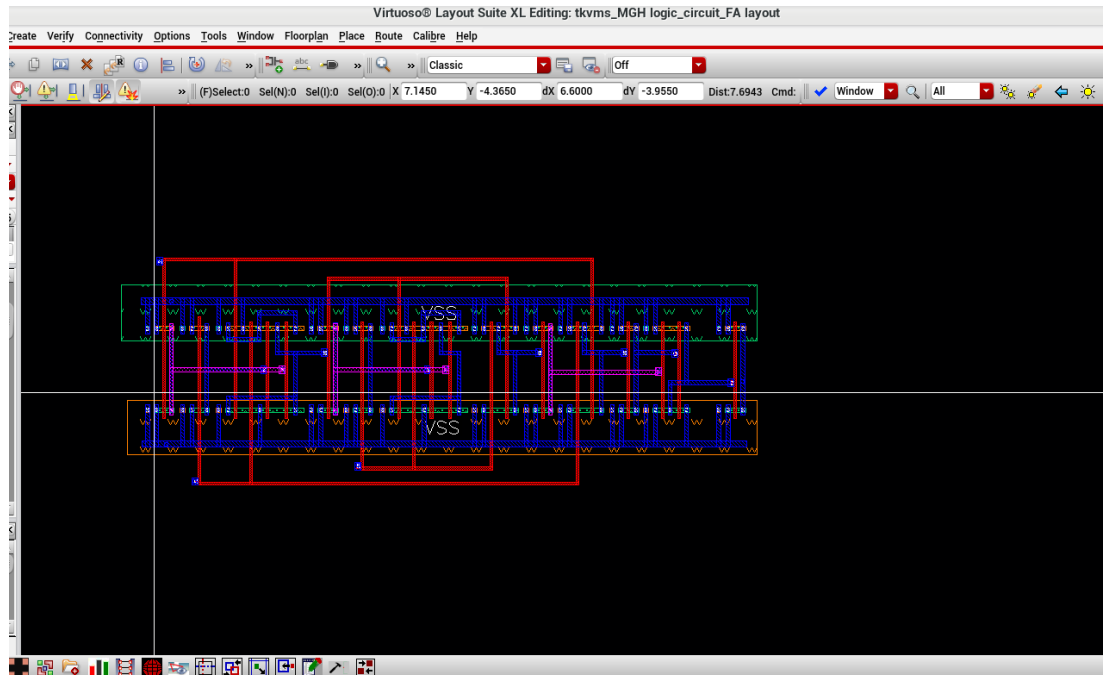 Virtuoso® Layout Suite XL Editing: tkvms_MGH logic_circuit_FA layout
Create Verify Connectivity Options Tools Window Floorplan Place Route Calibre Help
abc » » Classic Off
» (F)Select:0 Sel(N):0 Sel(I):0 Sel(O):0 X 7.1450 Y -4.3650 dX 6.6000 dY -3.9550 Dist:7.6943 Cmd: Window All
VSS
VSS